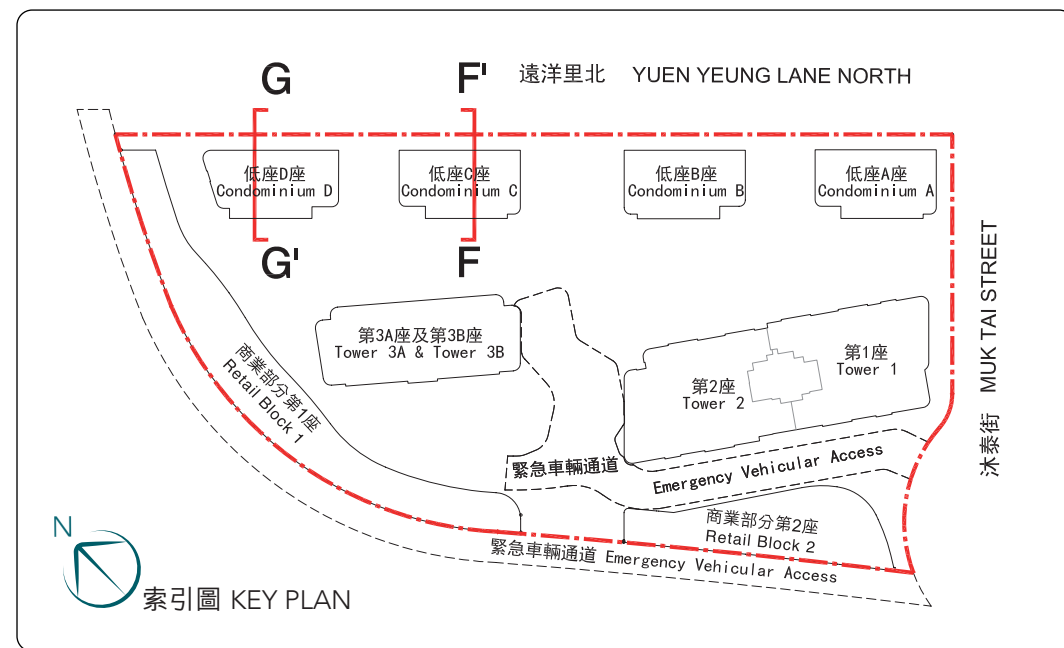 G
F'
遠洋里北 YUEN YEUNG LANE NORTH
低座D座
Condominium D
低座C座
Condominium C
低座B座
Condominium B
低座A座
Condominium A
G'
F
沐泰街 MUK TAI STREET
第3A座及第3B座
Tower 3A & Tower 3B
第2座
Tower 2
第1座
Tower 1
商業部分第1座
Retail Block 1
緊急車輛通道 Emergency Vehicular Access
商業部分第2座
Retail Block 2
緊急車輛通道 Emergency Vehicular Access
N
索引圖 KEY PLAN